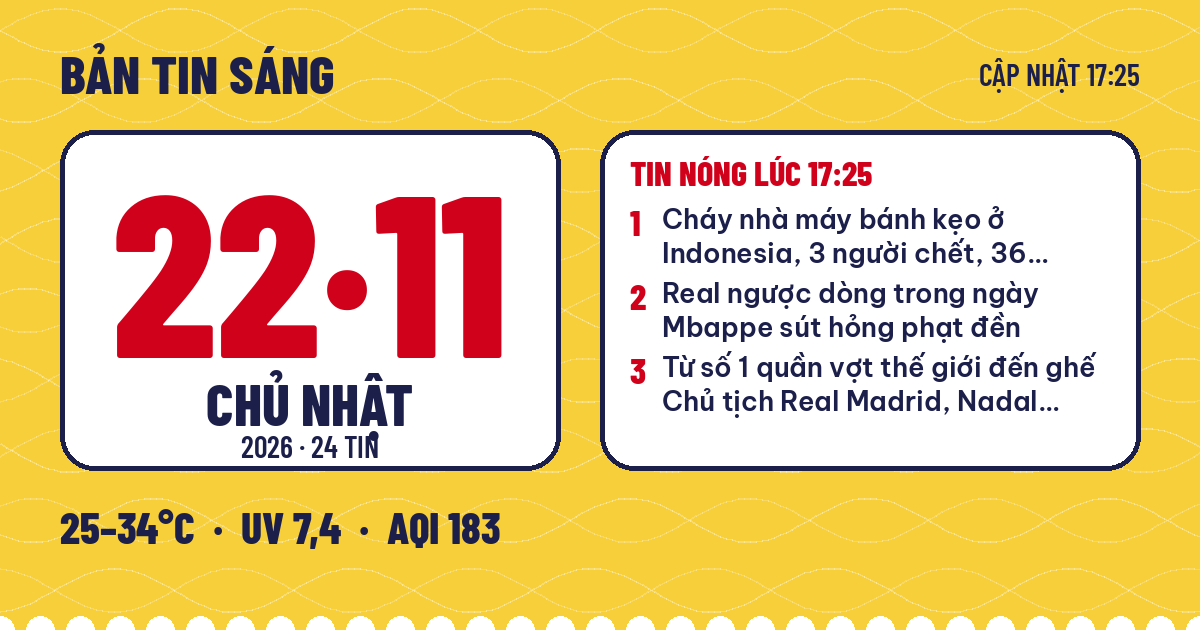 BẢN TIN SÁNG
CẬP NHẬT 17:25
22·11
CHỦ NHẬT
2026 · 24 TIN
TIN NÓNG LÚC 17:25
1 Cháy nhà máy bánh kẹo ở
Indonesia, 3 người chết, 36...
2 Real ngược dòng trong ngày
Mbappe sút hỏng phạt đền
3 Từ số 1 quần vợt thế giới đến ghế
Chủ tịch Real Madrid, Nadal...
25–34°C · UV 7,4 · AQI 183